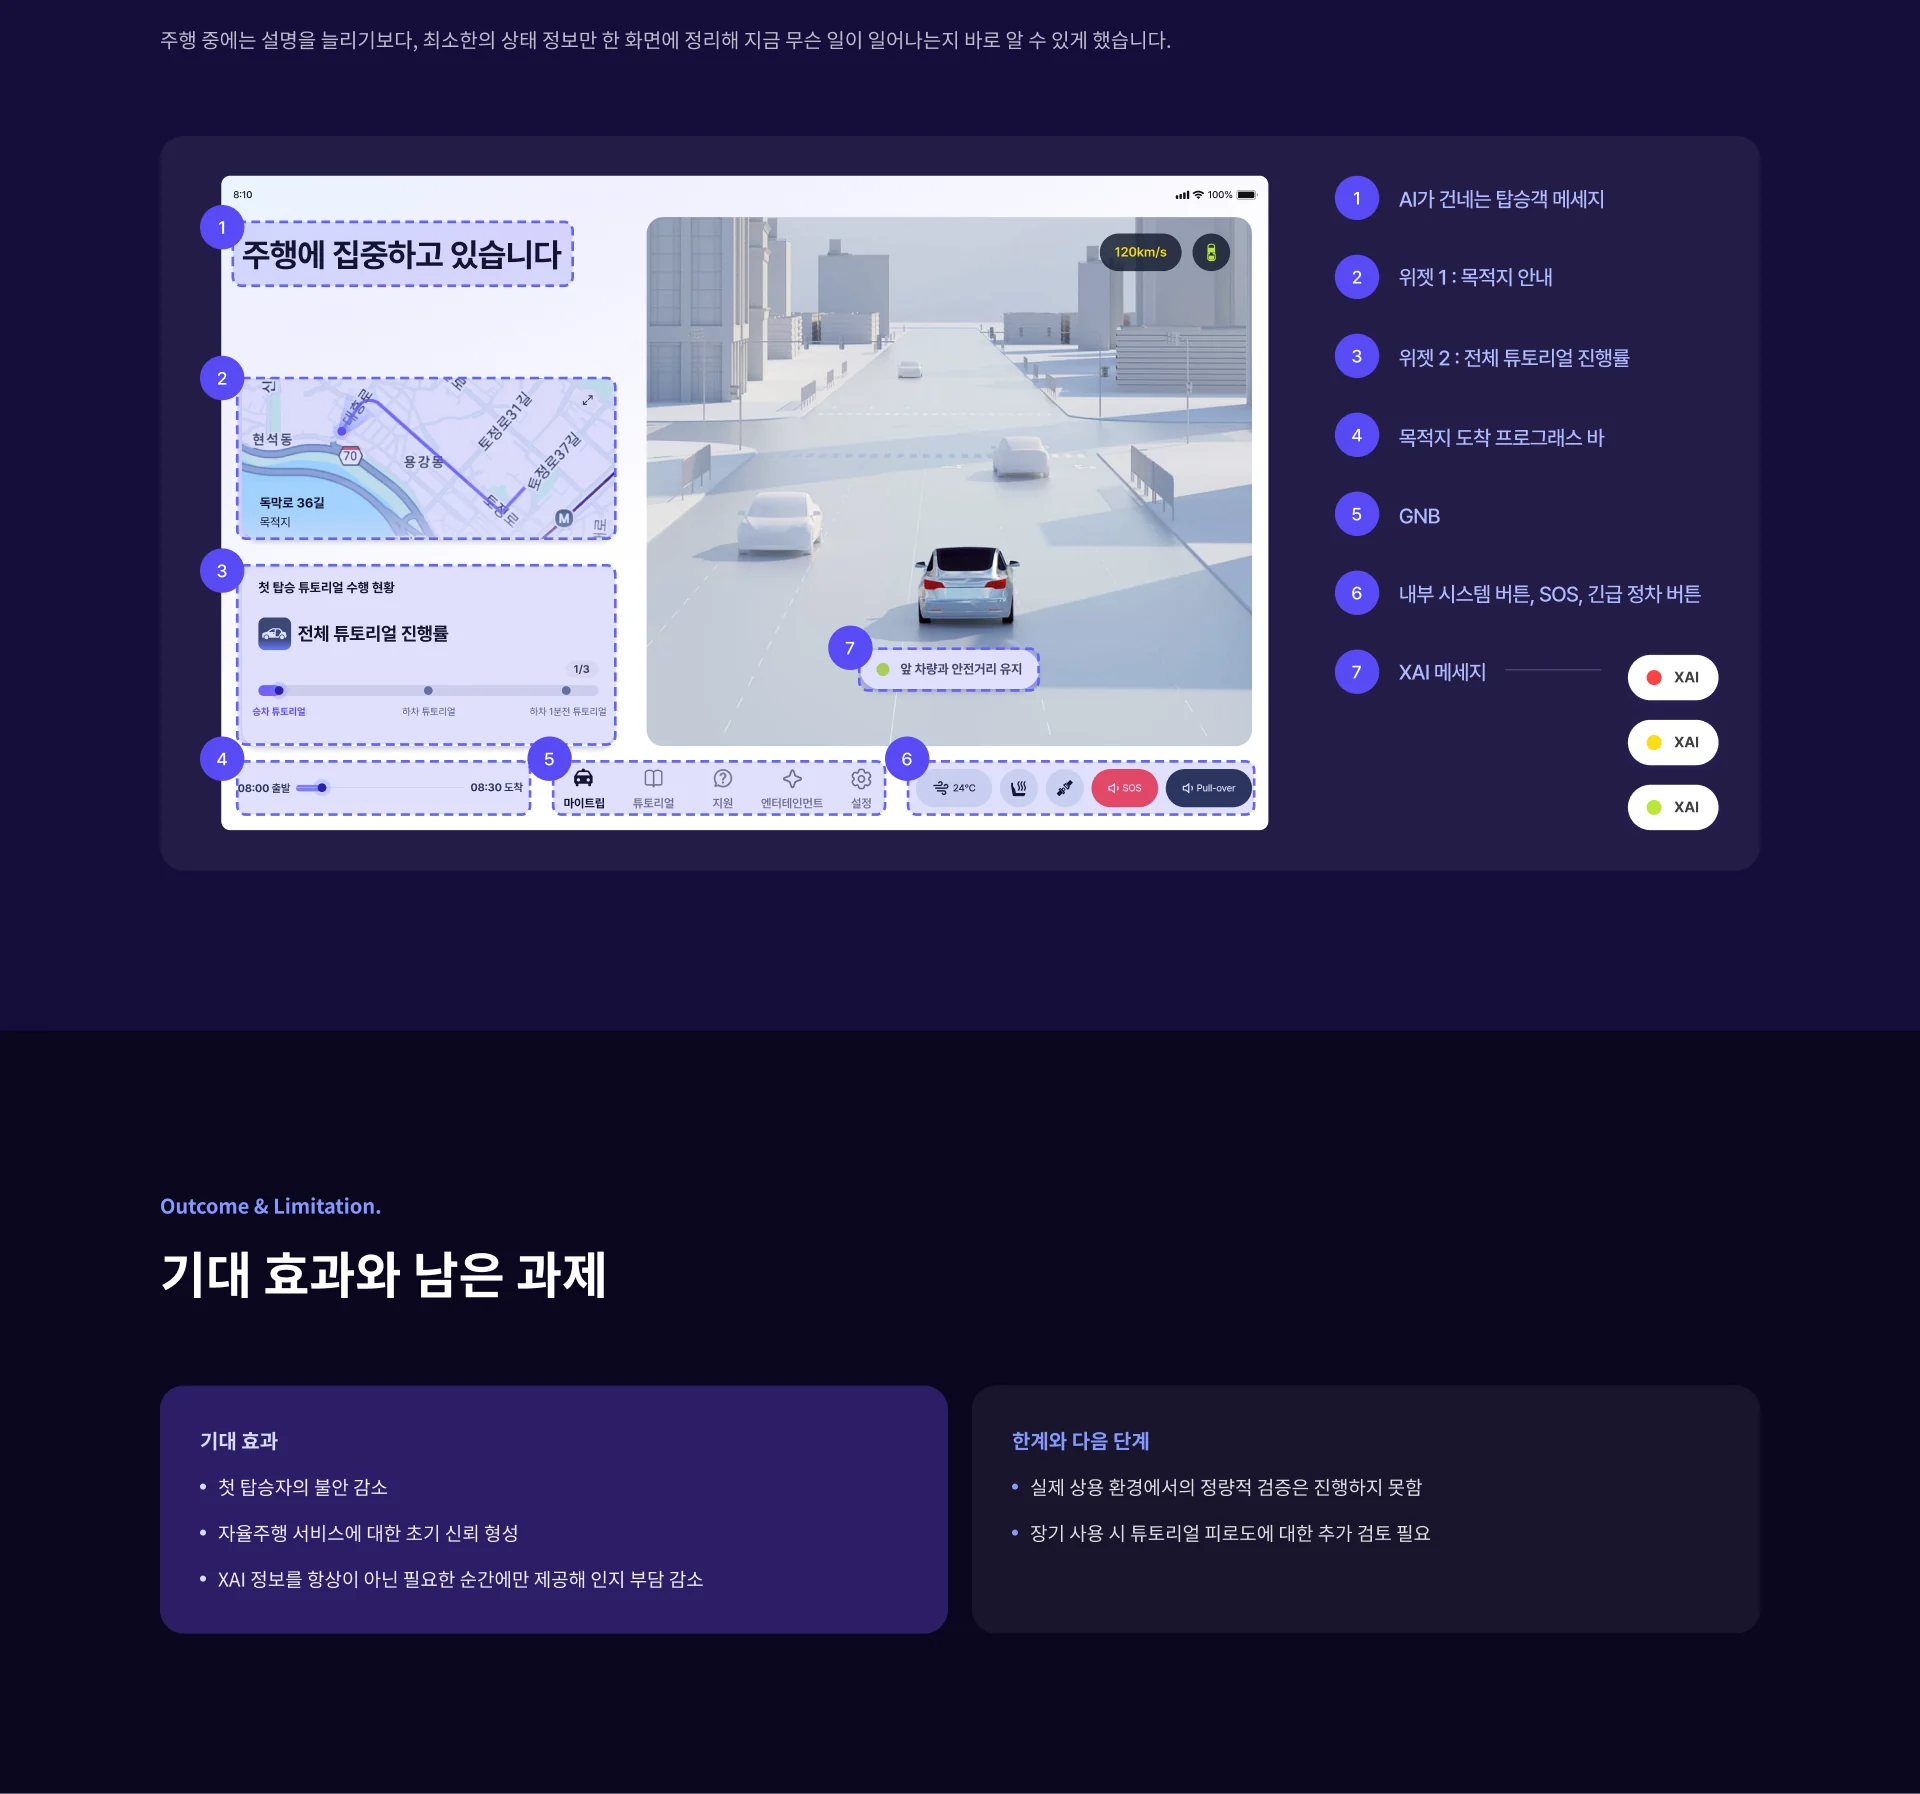 주행 중에는 설명을 늘리기보다, 최소한의 상태 정보만 한 화면에 정리해 지금 무슨 일이 일어나는지 바로 알 수 있게 했습니다.
8:10
100%
1
주행에 집중하고 있습니다
120km/s
2
대흥로
토정로31길
토정로37길
현석동
70
용강동
토정로
독막로 36길
목적지
M
3
첫 탑승 튜토리얼 수행 현황
전체 튜토리얼 진행률
1/3
승차 튜토리얼
하차 튜토리얼
하차 1분전 튜토리얼
7
앞 차량과 안전거리 유지
4
08:00 출발
08:30 도착
5
마이트립
튜토리얼
지원
엔터테인먼트
설정
6
24°C
SOS
Pull-over
1 AI가 건네는 탑승객 메세지
2 위젯 1 : 목적지 안내
3 위젯 2 : 전체 튜토리얼 진행률
4 목적지 도착 프로그래스 바
5 GNB
6 내부 시스템 버튼, SOS, 긴급 정차 버튼
7 XAI 메세지
XAI
XAI
XAI
Outcome & Limitation.
기대 효과와 남은 과제
기대 효과
• 첫 탑승자의 불안 감소
• 자율주행 서비스에 대한 초기 신뢰 형성
• XAI 정보를 항상이 아닌 필요한 순간에만 제공해 인지 부담 감소
한계와 다음 단계
• 실제 상용 환경에서의 정량적 검증은 진행하지 못함
• 장기 사용 시 튜토리얼 피로도에 대한 추가 검토 필요